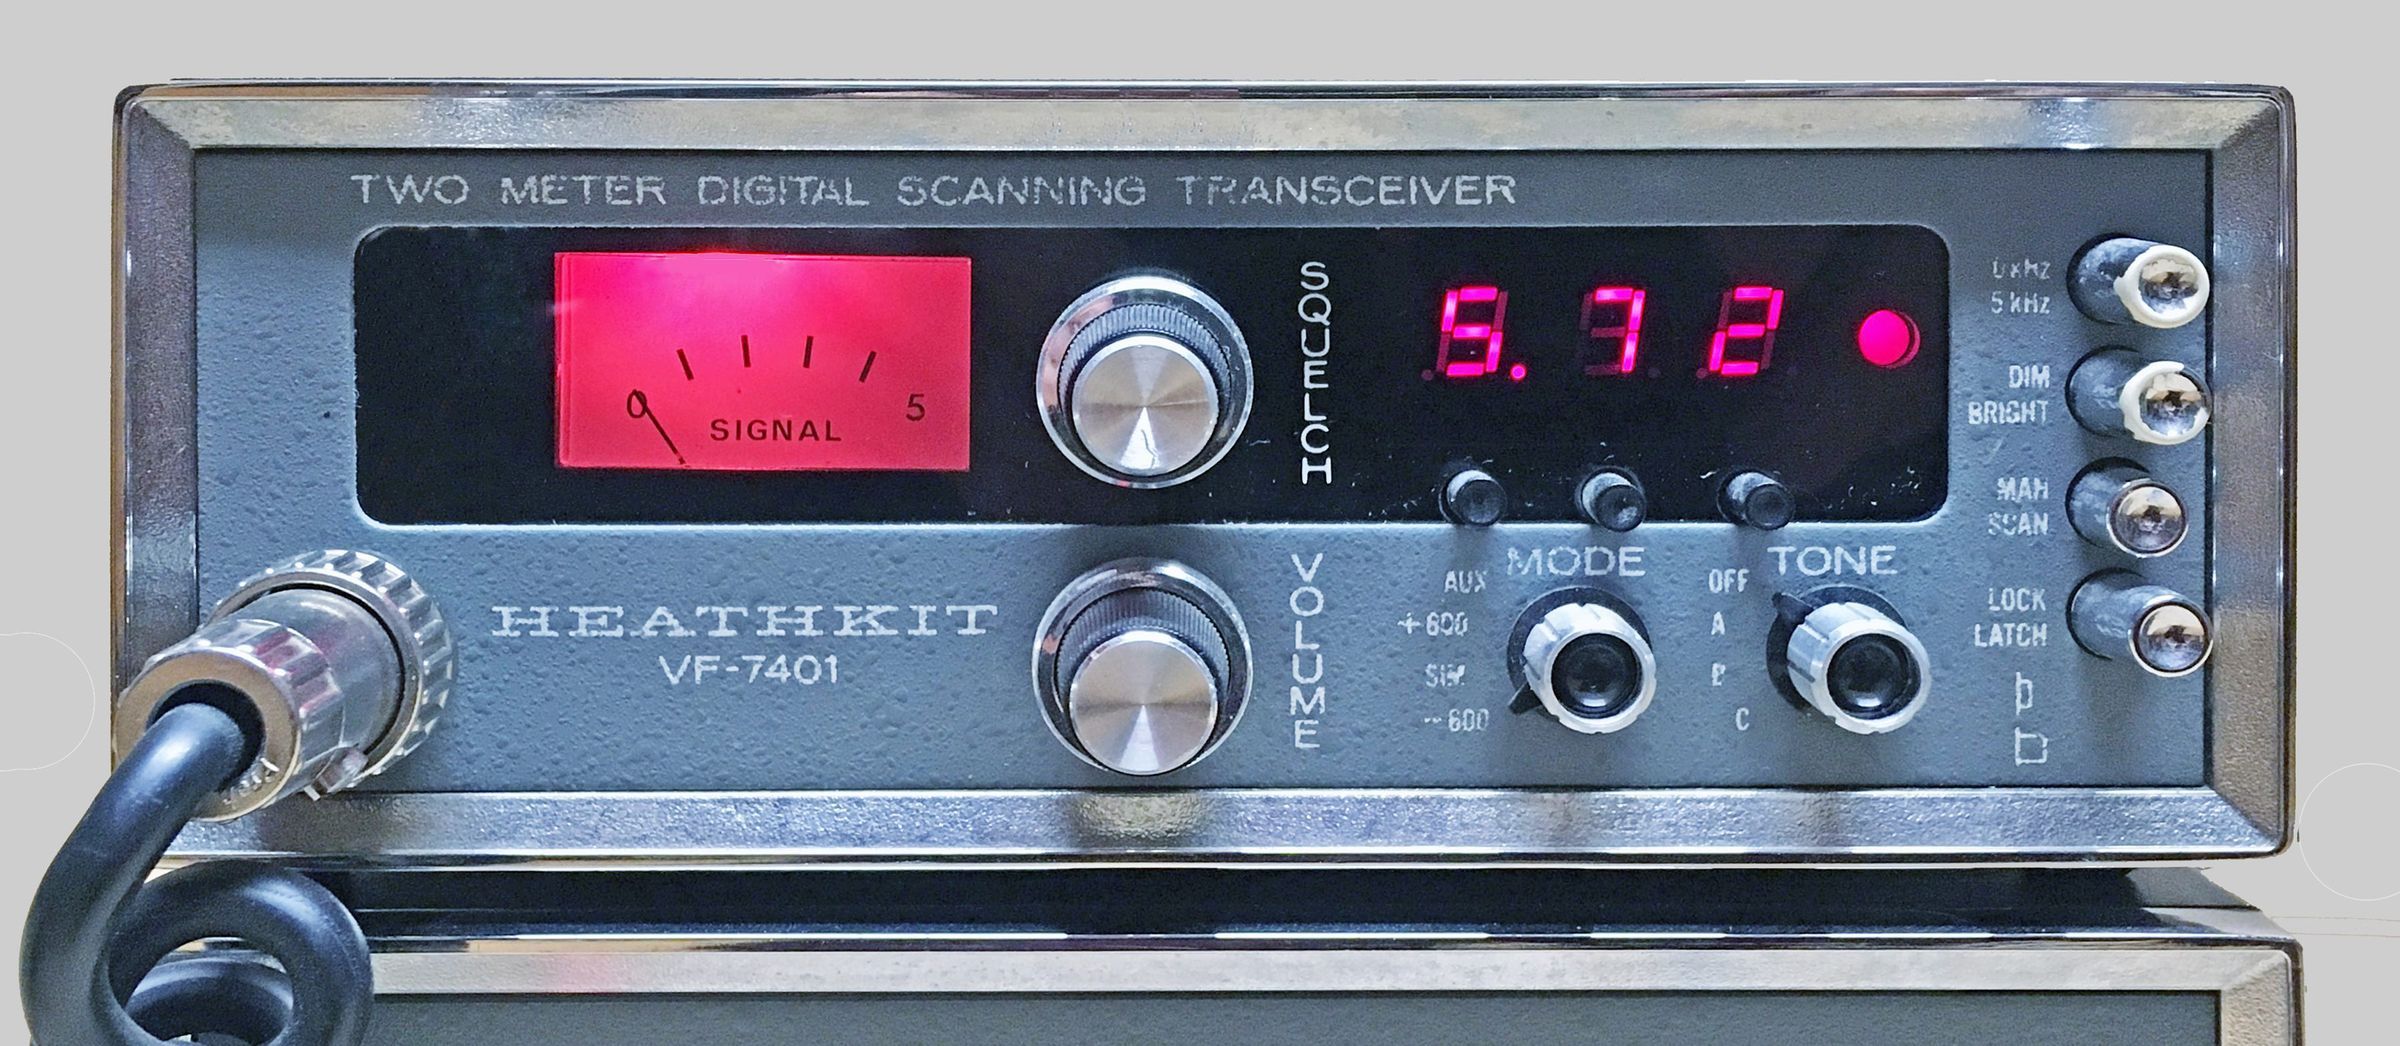 TWO METER DIGITAL SCANNING TRANSCEIVER
0 5
SIGNAL
SQUELCH
5.72
kHz
5 kHz
DIM
BRIGHT
MAN
SCAN
LOCK
LATCH
HEATHKIT
VF-7401
VOLUME
MODE
AUX
+600
SIM
-600
TONE
OFF
A
B
C